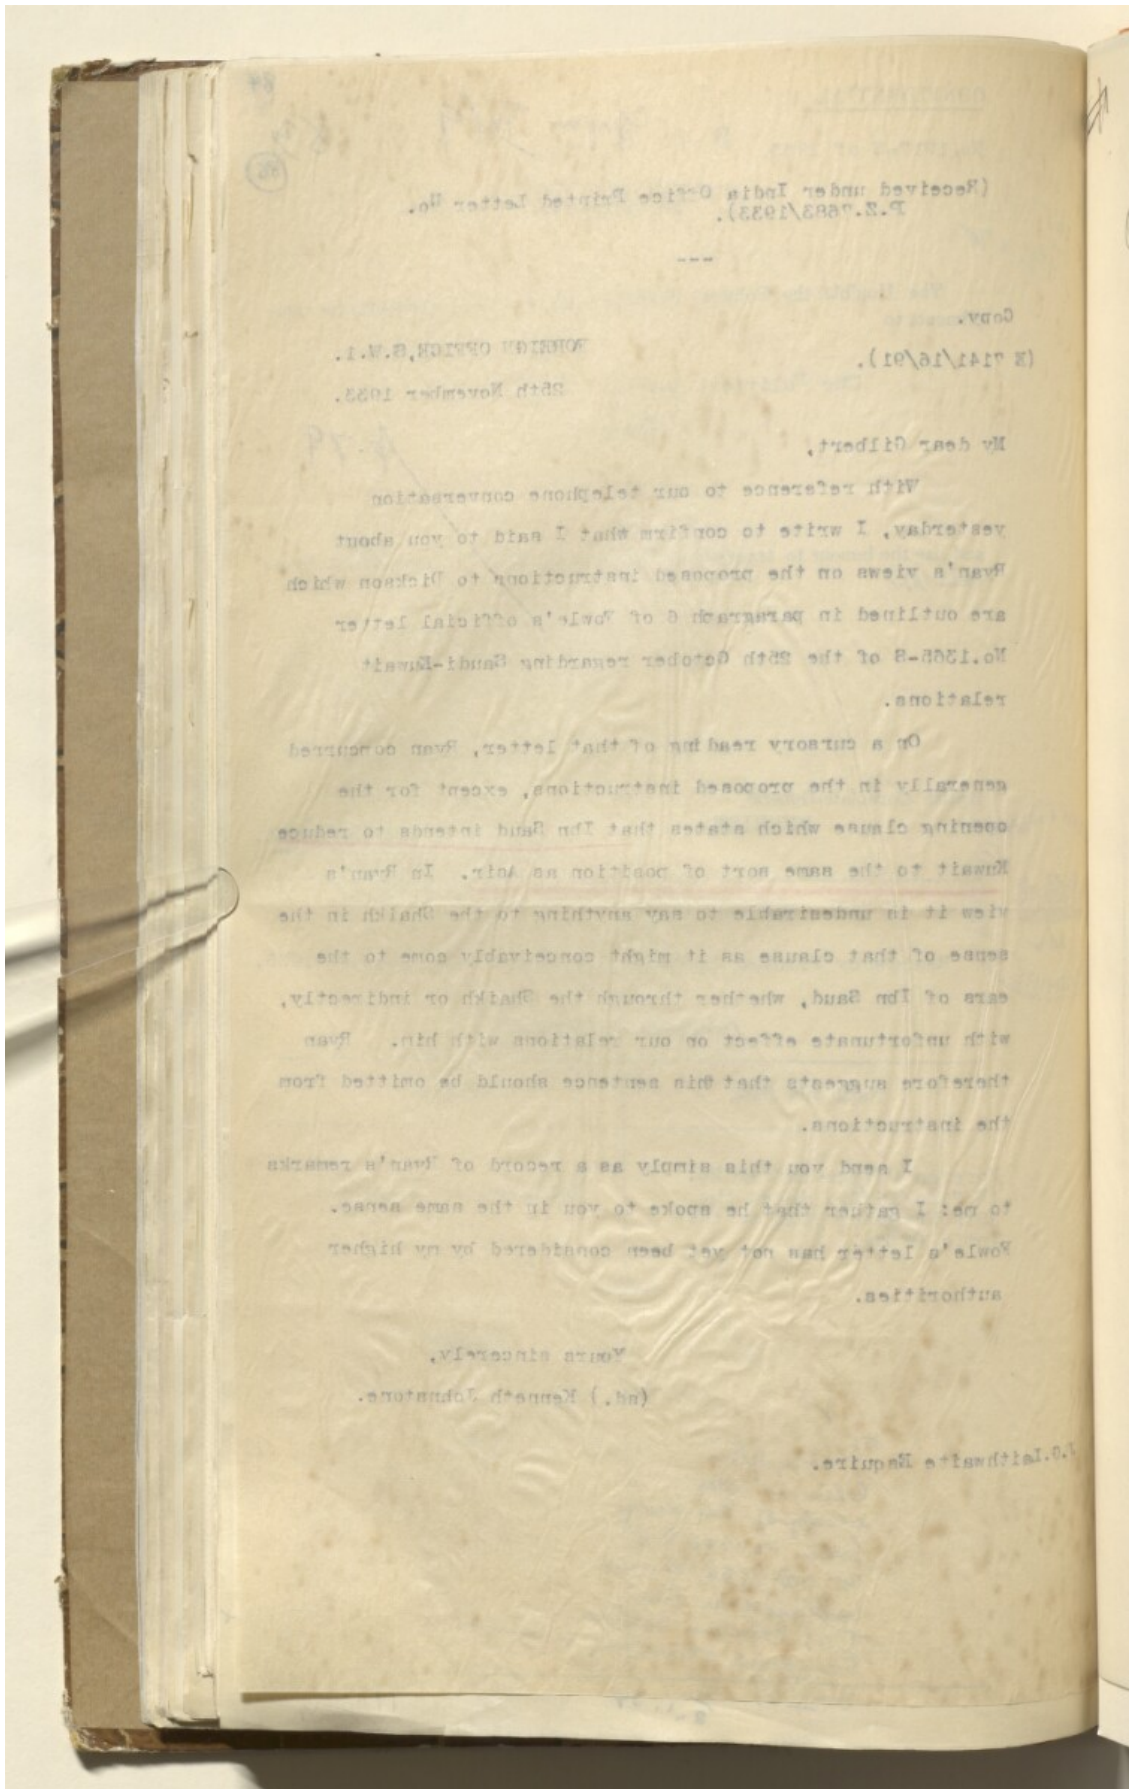 (Received under India Office Printed Letter No.
P.Z.7683/1933).
---
Copy.
(E 7141/16/91).
FOREIGN OFFICE, S.W.1.
25th November 1933.
My dear Gilbert,
With reference to our telephone conversation
yesterday, I write to confirm what I said to you about
Ryan's views on the proposed instructions to Dickson which
are outlined in paragraph 6 of Fowle's official letter
No.1365-S of the 25th October regarding Saudi-Kuwait
relations.
On a cursory reading of that letter, Ryan concurred
generally in the proposed instructions, except for the
opening clause which states that Ibn Saud intends to reduce
Kuwait to the same sort of position as Asir. In Ryan's
view it is undesirable to say anything to the Shaikh in the
sense of that clause as it might conceivably come to the
ears of Ibn Saud, whether through the Shaikh or indirectly,
with unfortunate effect on our relations with him. Ryan
therefore suggests that this sentence should be omitted from
the instructions.
I send you this simply as a record of Ryan's remarks
to me: I gather that he spoke to you in the same sense.
Fowle's letter has not yet been considered by my higher
authorities.
Yours sincerely,
(sd.) Kenneth Johnstone.
J.G.Laithwaite Esquire.